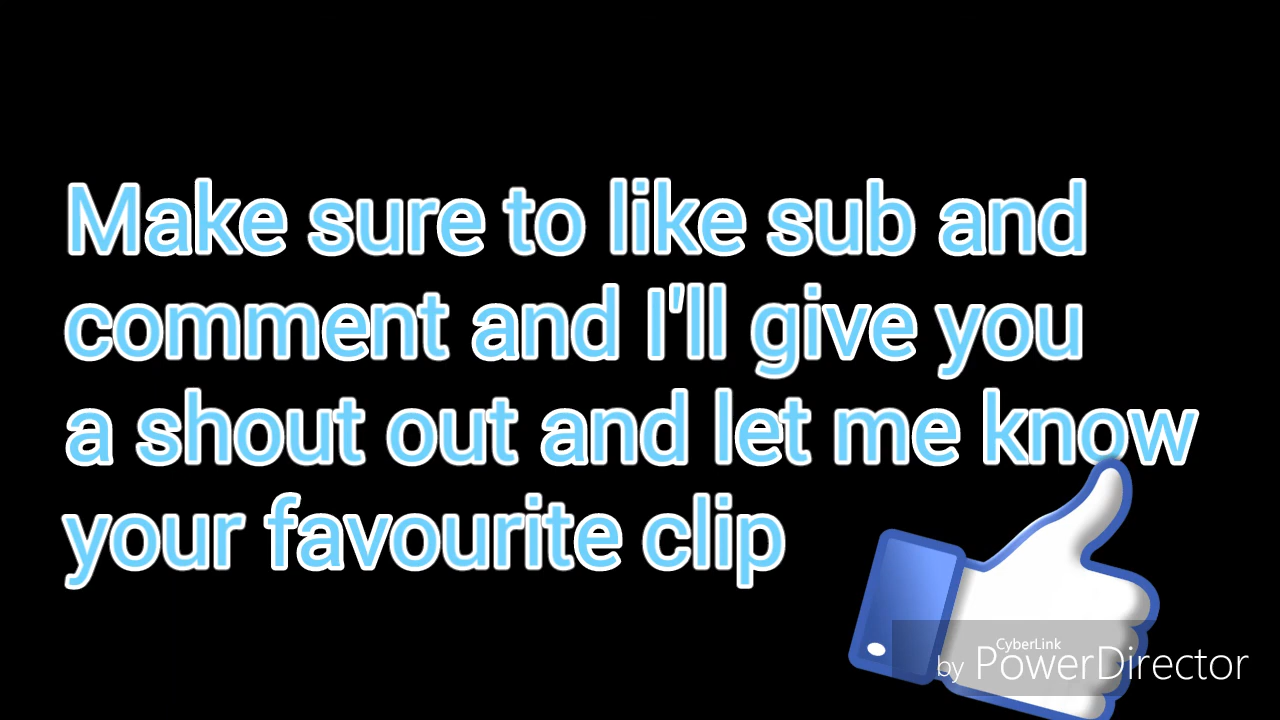 Make sure to like sub and
comment and I'll give you
a shout out and let me know
your favourite clip
CyberLink
by PowerDirector